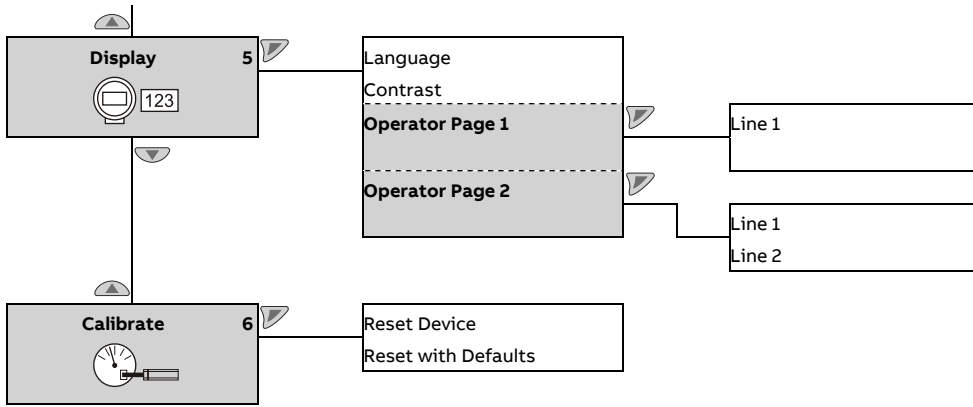 Display 5
123
Language
Contrast
Operator Page 1
Line 1
Operator Page 2
Line 1
Line 2
Calibrate 6
Reset Device
Reset with Defaults